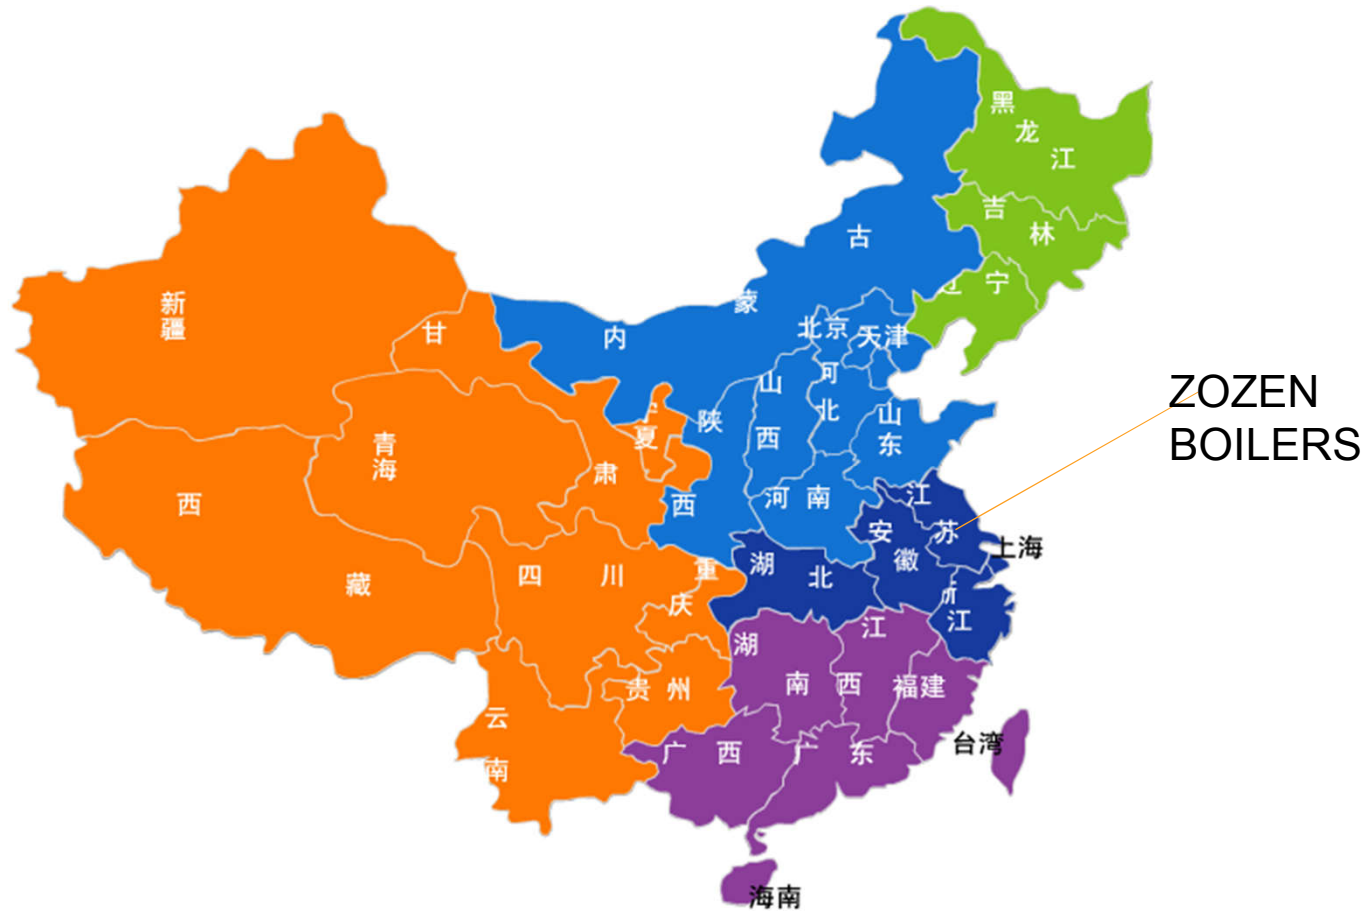 黑龙江
吉林
辽宁
古
蒙
内
新疆
甘
北京
天津
河北
山西
陕
山东
ZOZEN
BOILERS
青海
夏
肃
西
河南
江
苏
西
藏
安徽
上海
湖北
四川
重庆
江
湖南
江西
福建
贵州
云南
广西
广东
台湾
海南